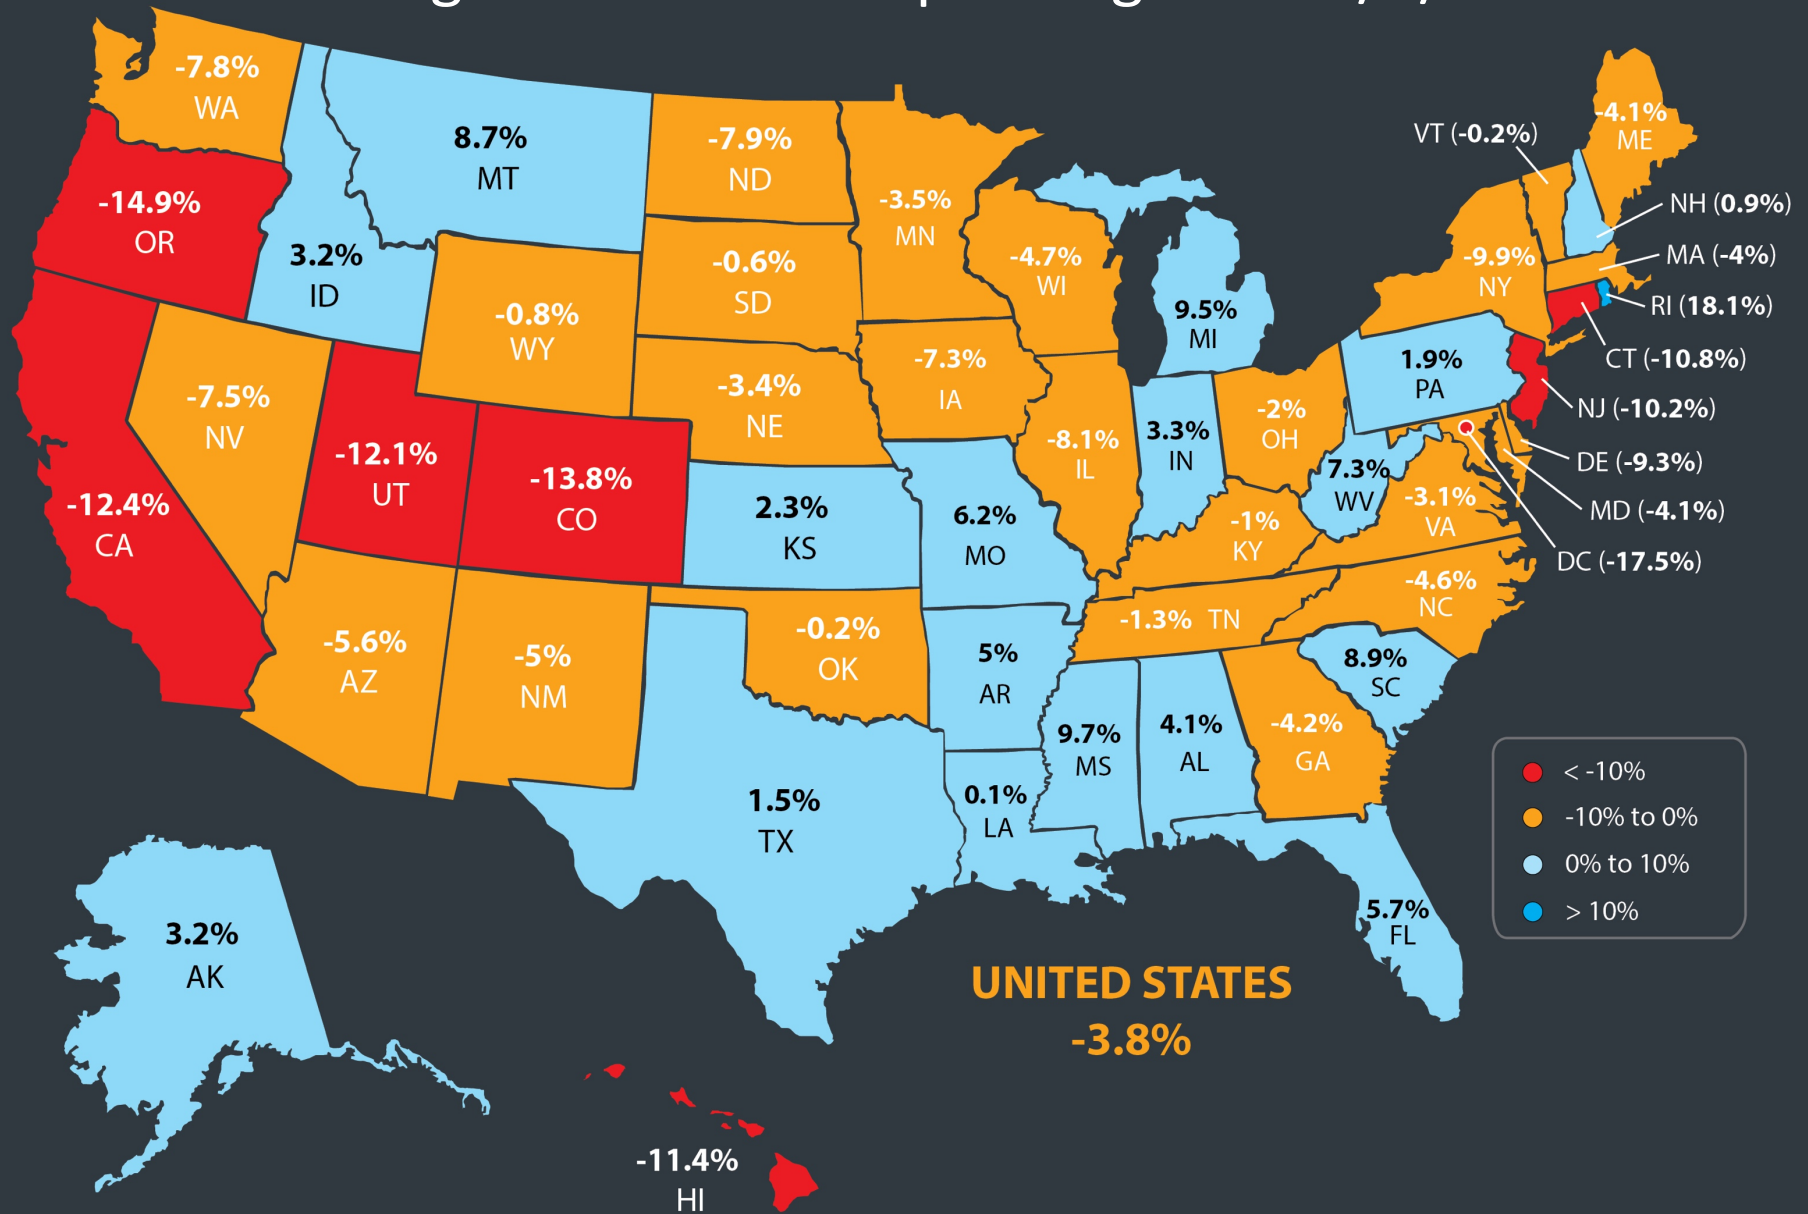 -7.8%
WA
-14.9%
OR
-12.4%
CA
-7.5%
NV
3.2%
ID
8.7%
MT
-0.8%
WY
-12.1%
UT
-13.8%
CO
-5.6%
AZ
-5%
NM
-7.9%
ND
-0.6%
SD
-3.4%
NE
2.3%
KS
-0.2%
OK
1.5%
TX
-3.5%
MN
-7.3%
IA
6.2%
MO
5%
AR
0.1%
LA
-4.7%
WI
-8.1%
IL
9.5%
MI
3.3%
IN
-2%
OH
-1%
KY
-1.3% TN
9.7%
MS
4.1%
AL
-4.2%
GA
5.7%
FL
8.9%
SC
-4.6%
NC
-3.1%
VA
7.3%
WV
1.9%
PA
-9.9%
NY
-4.1%
ME
VT (-0.2%)
NH (0.9%)
MA (-4%)
RI (18.1%)
CT (-10.8%)
NJ (-10.2%)
DE (-9.3%)
MD (-4.1%)
DC (-17.5%)
3.2%
AK
-11.4%
HI
UNITED STATES
-3.8%
< -10%
-10% to 0%
0% to 10%
> 10%